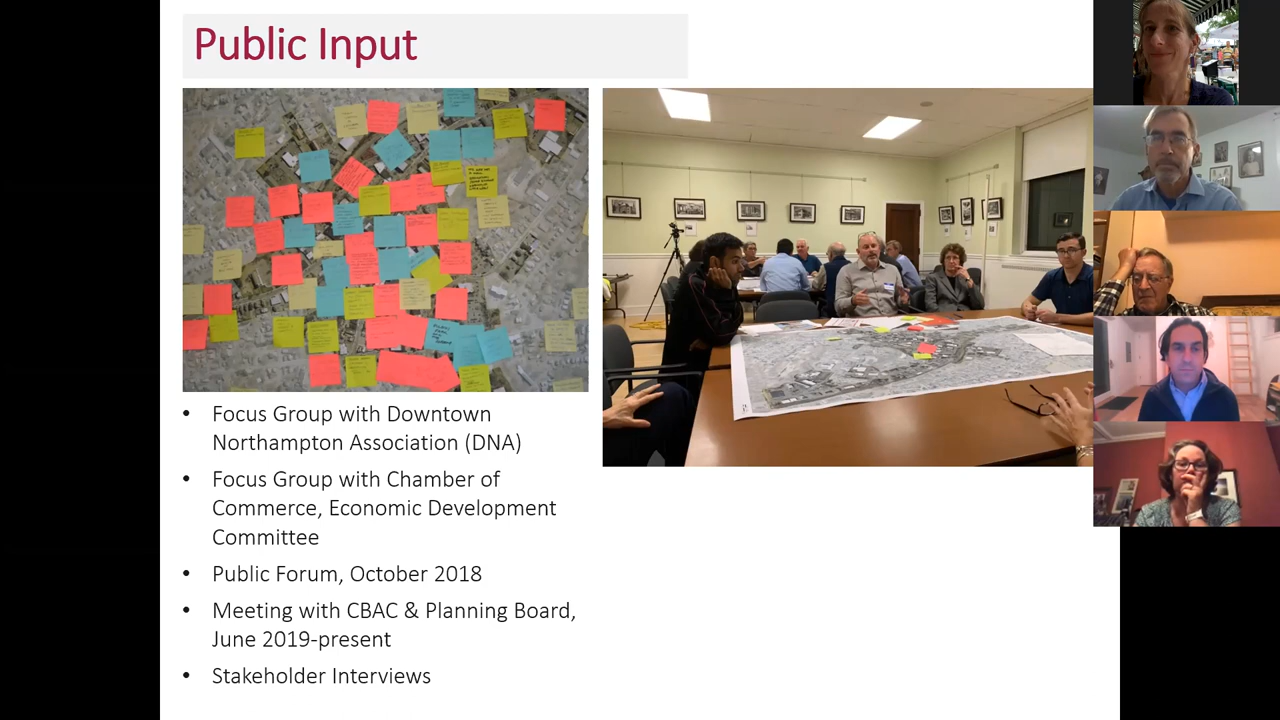 Public Input
• Focus Group with Downtown
Northampton Association (DNA)
• Focus Group with Chamber of
Commerce, Economic Development
Committee
• Public Forum, October 2018
• Meeting with CBAC & Planning Board,
June 2019-present
• Stakeholder Interviews